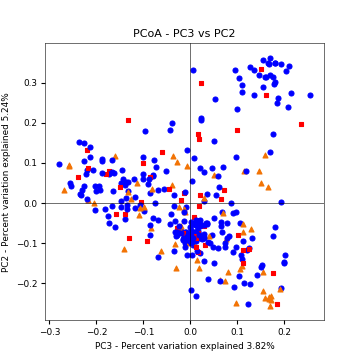 PCoA - PC3 vs PC2
PC2 - Percent variation explained 5.24%
0.3
0.2
0.1
0.0
−0.1
−0.2
−0.3 −0.2 −0.1 0.0 0.1 0.2
PC3 - Percent variation explained 3.82%